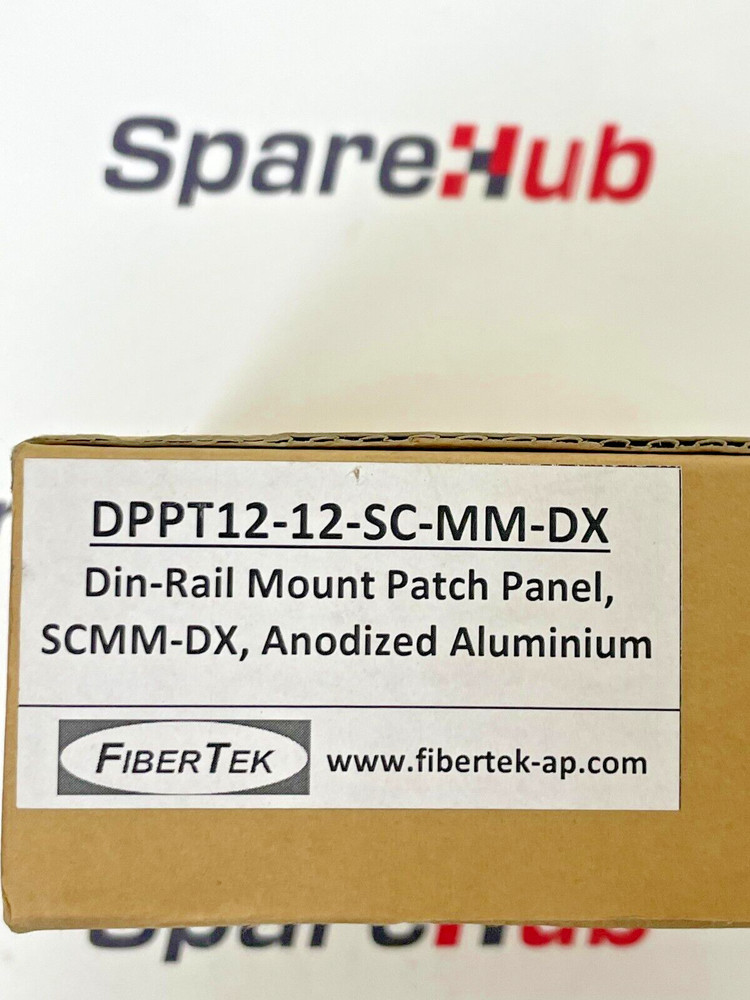 SpareHub
DPPT12-12-SC-MM-DX
Din-Rail Mount Patch Panel,
SCMM-DX, Anodized Aluminium
FIBERTEK www.fibertek-ap.com
SpareHub